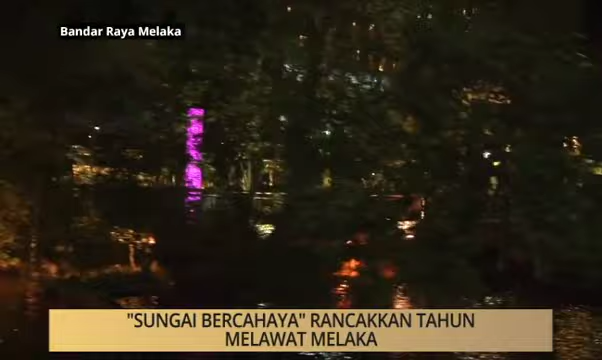 Bandar Raya Melaka
"SUNGAI BERCAHAYA" RANCAKKAN TAHUN
MELAWAT MELAKA